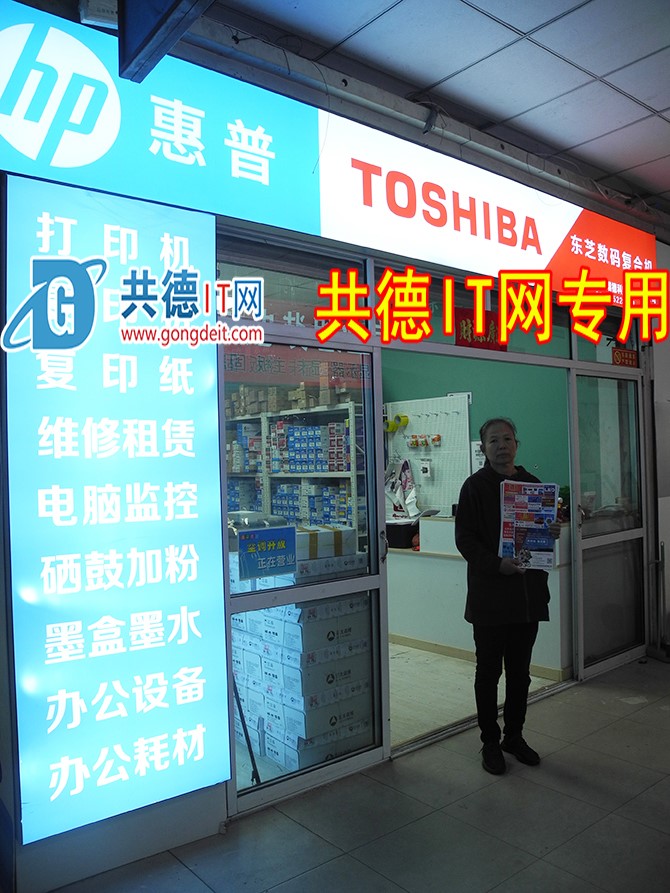 hp 惠普
TOSHIBA
东芝数码复合机
打印机
复印纸
维修租赁
电脑监控
硒鼓加粉
墨盒墨水
办公设备
办公耗材
G 共德IT网
www.gongdeit.com
共德IT网专用
正在营业